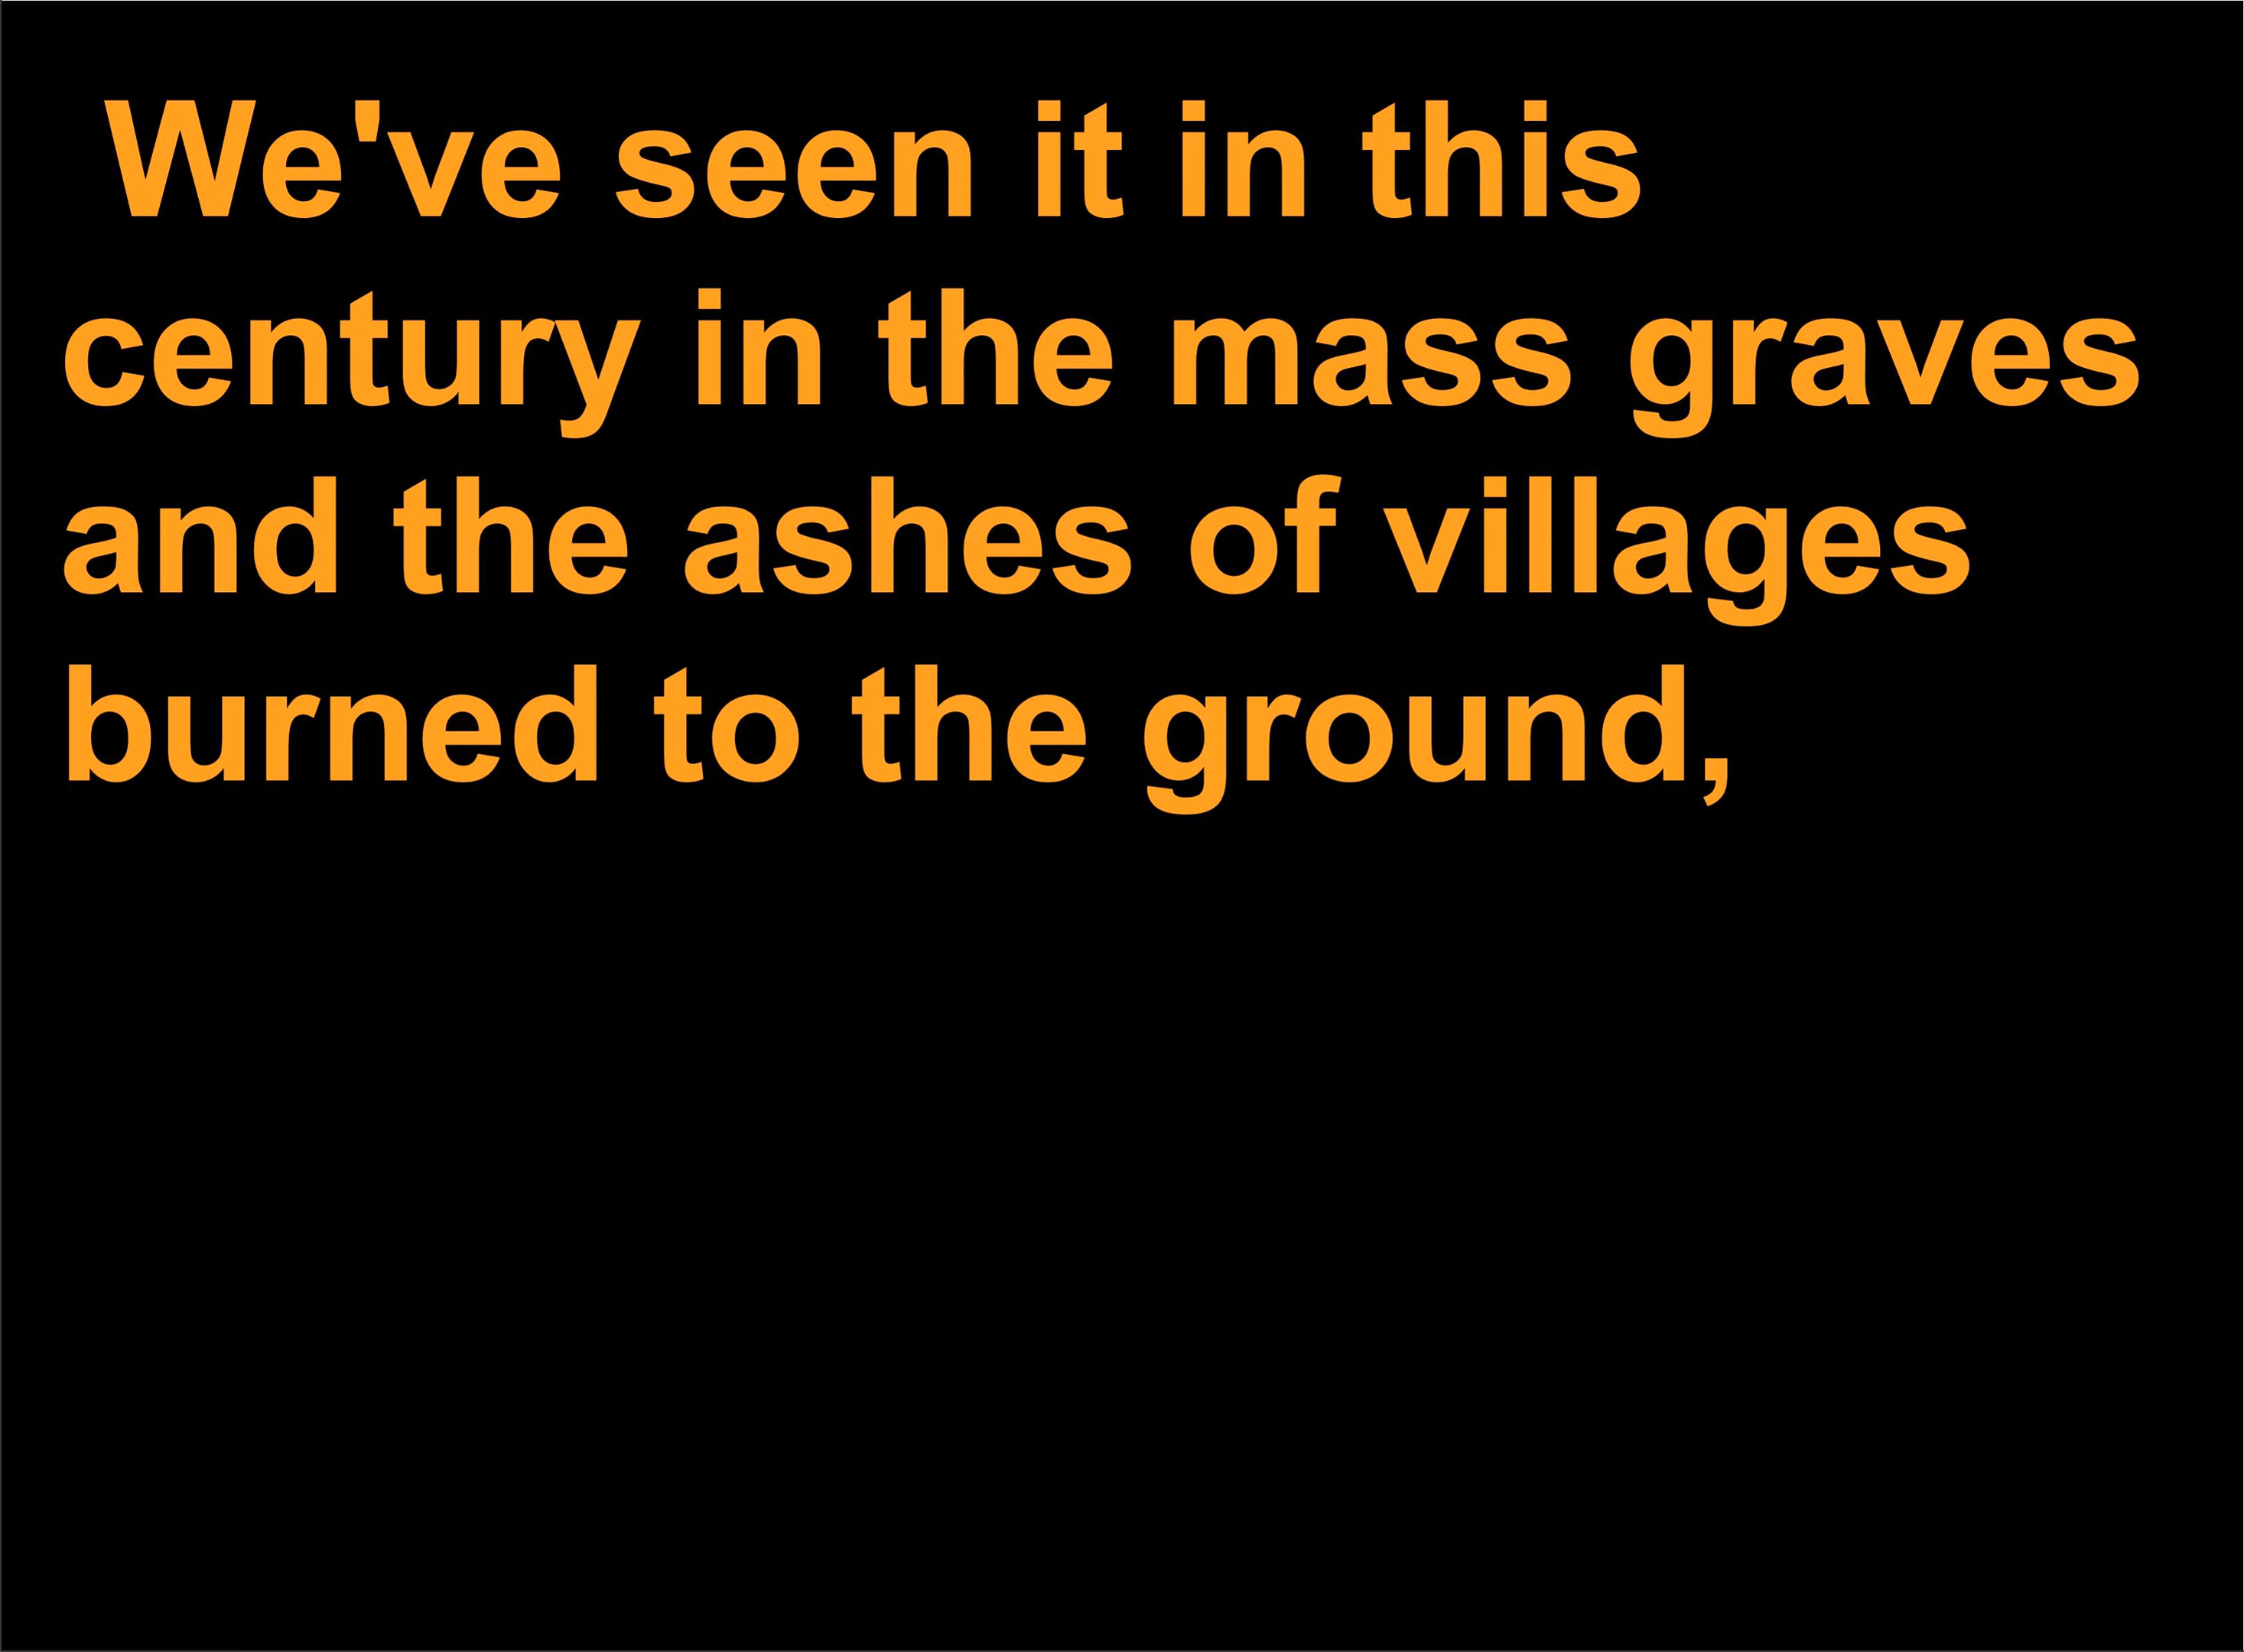 We've seen it in this
century in the mass graves
and the ashes of villages
burned to the ground,